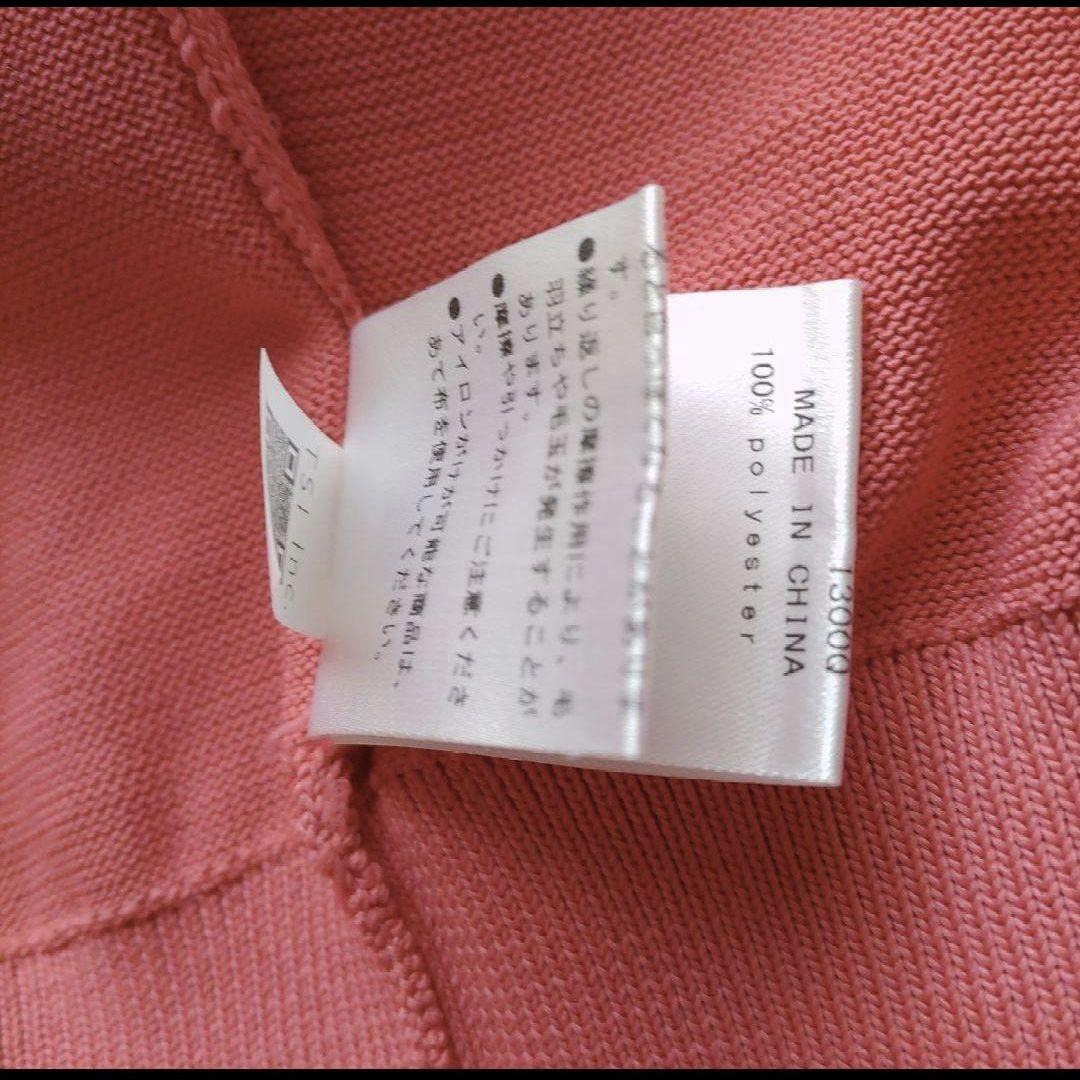 す。
●繰り返しの摩擦作用により、毛
羽立ちや毛玉が発生することが
あります。
●摩擦や引っかけにご注意くださ
い。
●アイロンがけが可能な商品は、
あて布を使用してください。
100% polyester
MADE IN CHINA
TSI Inc.